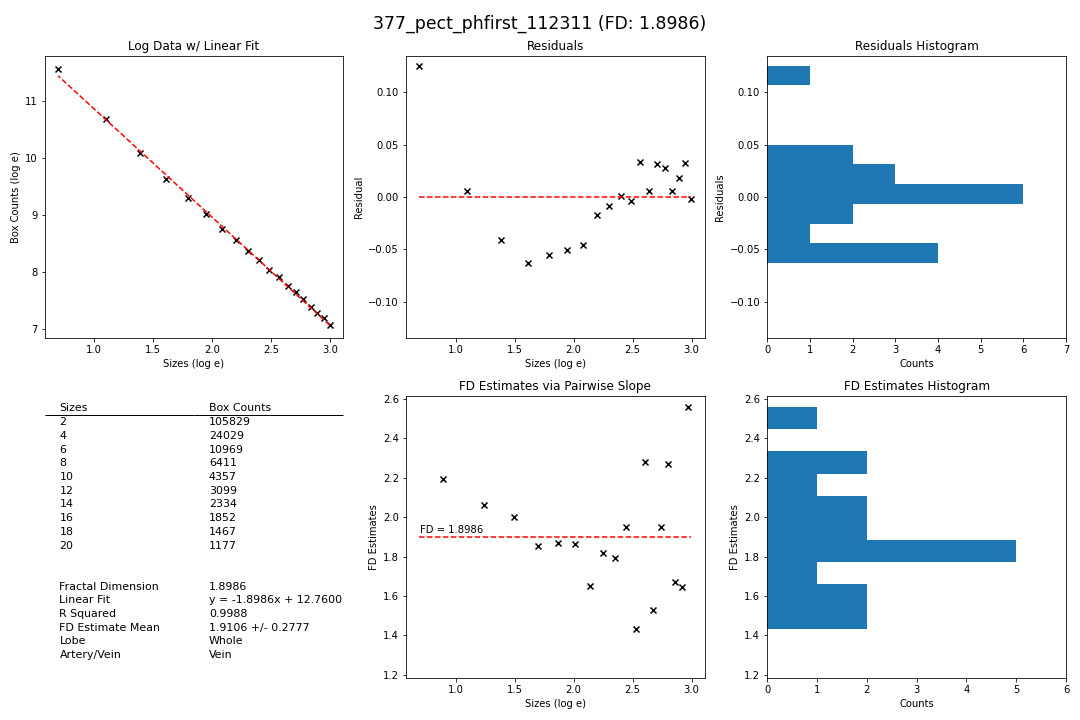 377_pect_phfirst_112311 (FD: 1.8986)
Log Data w/ Linear Fit
Box Counts (log e)
11
10
9
8
7
1.0 1.5 2.0 2.5 3.0
Sizes (log e)
Residuals
Residual
0.10
0.05
0.00
−0.05
−0.10
1.0 1.5 2.0 2.5 3.0
Sizes (log e)
Residuals Histogram
Residuals
0.10
0.05
0.00
−0.05
−0.10
0 1 2 3 4 5 6 7
Counts
Sizes Box Counts
2 105829
4 24029
6 10969
8 6411
10 4357
12 3099
14 2334
16 1852
18 1467
20 1177
Fractal Dimension 1.8986
Linear Fit y = -1.8986x + 12.7600
R Squared 0.9988
FD Estimate Mean 1.9106 +/- 0.2777
Lobe Whole
Artery/Vein Vein
FD Estimates via Pairwise Slope
FD Estimates
2.6
2.4
2.2
2.0
1.8
1.6
1.4
1.2
FD = 1.8986
1.0 1.5 2.0 2.5 3.0
Sizes (log e)
FD Estimates Histogram
FD Estimates
2.6
2.4
2.2
2.0
1.8
1.6
1.4
1.2
0 1 2 3 4 5 6
Counts